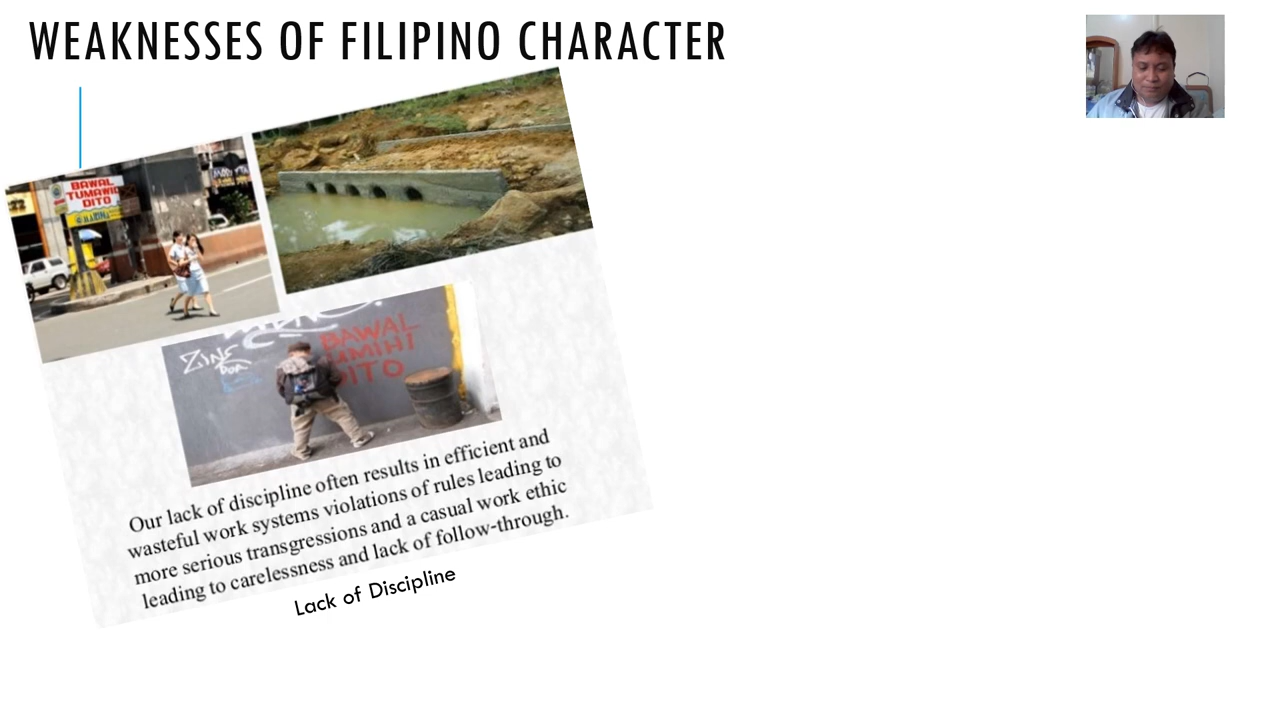 WEAKNESSES OF FILIPINO CHARACTER
BAWAL
TUMAWID
DITO
ZINE
BAWAL
UMIHI
DITO
Our lack of discipline often results in efficient and
wasteful work systems violations of rules leading to
more serious transgressions and a casual work ethic
leading to carelessness and lack of follow-through.
Lack of Discipline